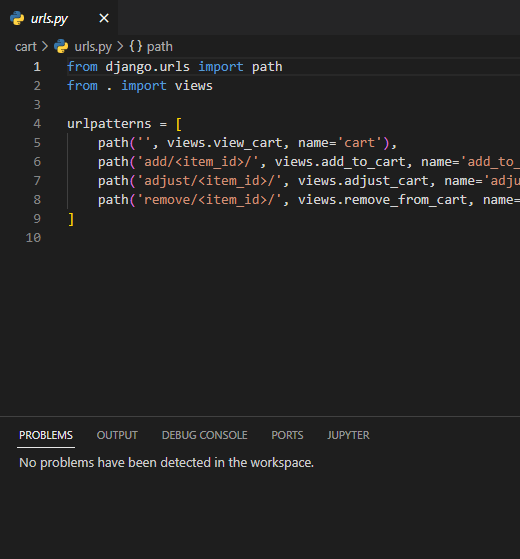 urls.py
cart > urls.py > {} path
1 from django.urls import path
2 from . import views
3
4 urlpatterns = [
5 path('', views.view_cart, name='cart'),
6 path('add/<item_id>/', views.add_to_cart, name='add_to_
7 path('adjust/<item_id>/', views.adjust_cart, name='adju
8 path('remove/<item_id>/', views.remove_from_cart, name=
9 ]
10
PROBLEMS OUTPUT DEBUG CONSOLE PORTS JUPYTER
No problems have been detected in the workspace.